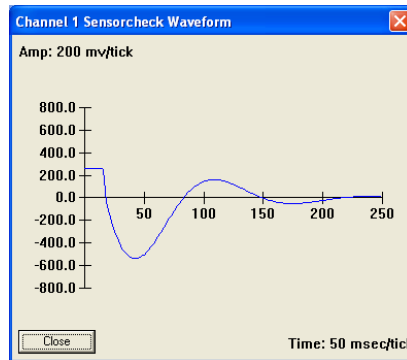 Channel 1 Sensorcheck Waveform
Amp: 200 mv/tick
800.0
600.0
400.0
200.0
0.0
50 100 150 200 250
-200.0
-400.0
-600.0
-800.0
Close
Time: 50 msec/tick